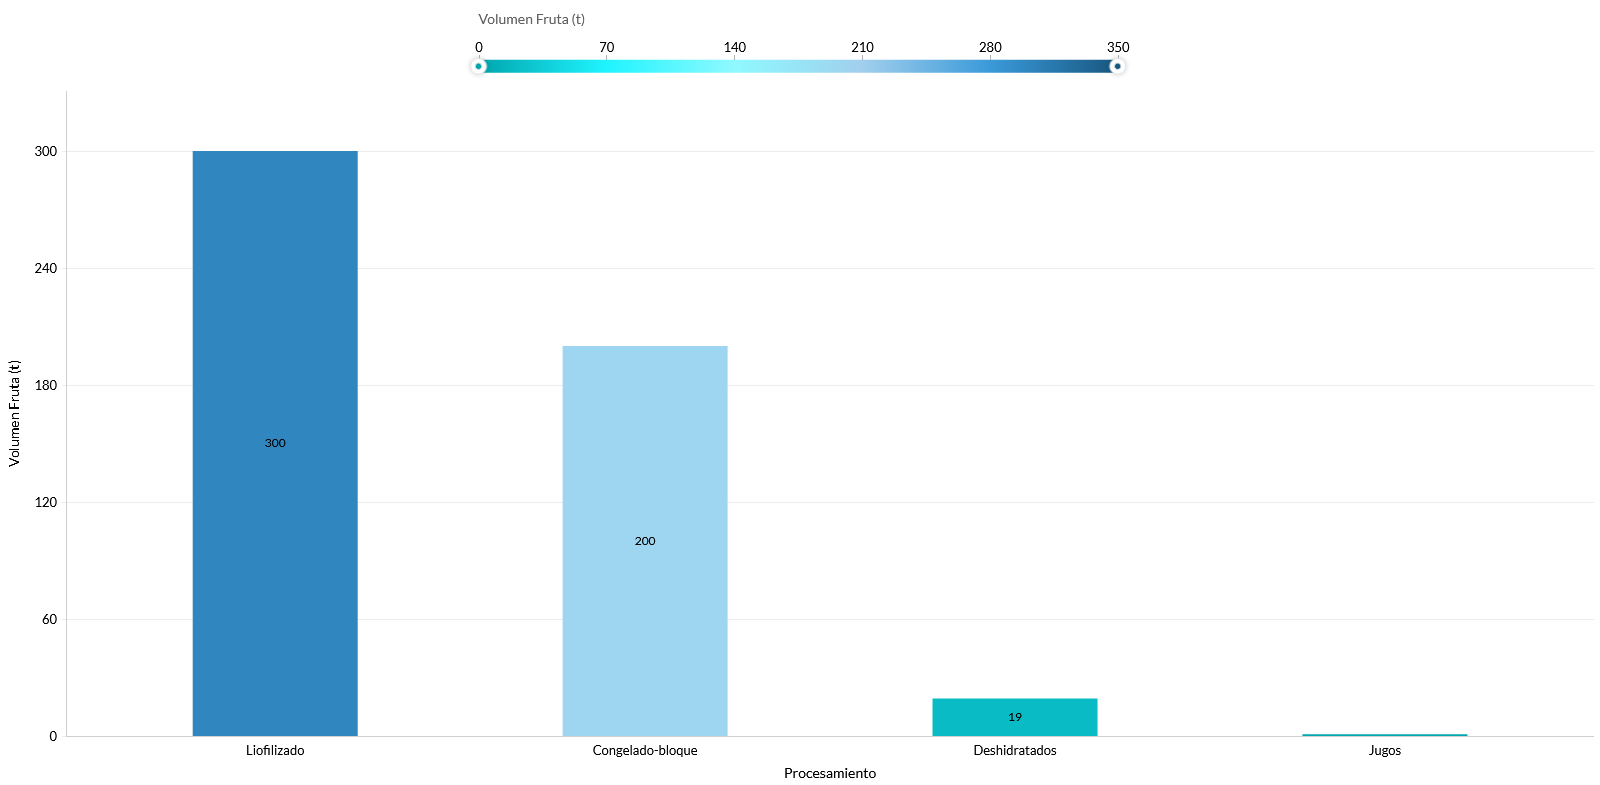 Volumen Fruta (t)
0 70 140 210 280 350
300
240
180
120
60
0
Volumen Fruta (t)
300
200
19
Liofilizado Congelado-bloque Deshidratados Jugos
Procesamiento